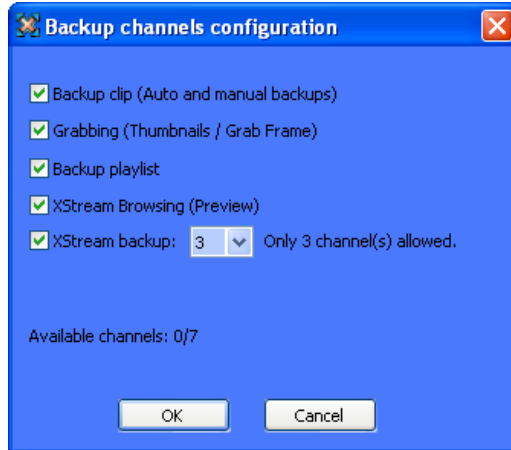 Backup channels configuration
Backup clip (Auto and manual backups)
Grabbing (Thumbnails / Grab Frame)
Backup playlist
XStream Browsing (Preview)
XStream backup: 3 Only 3 channel(s) allowed.
Available channels: 0/7
OK Cancel